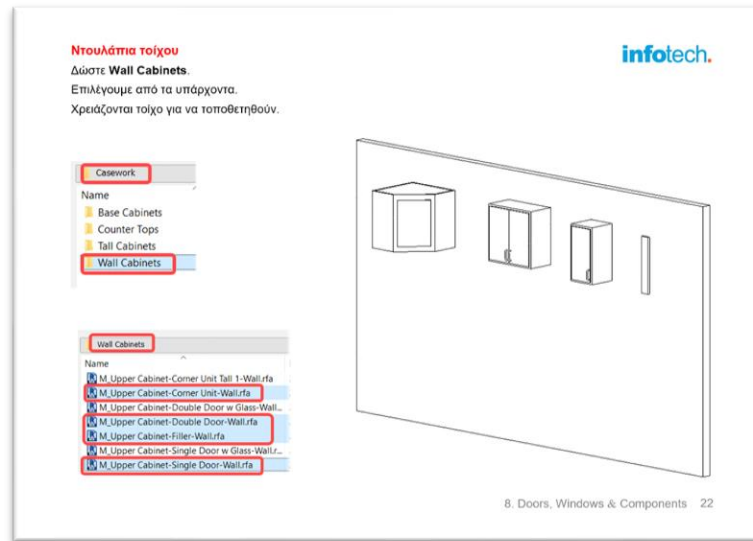 Ντουλάπια τοίχου
infotech.
Δώστε Wall Cabinets.
Επιλέγουμε από τα υπάρχοντα.
Χρειάζονται τοίχο για να τοποθετηθούν.
Casework
Name
Base Cabinets
Counter Tops
Tall Cabinets
Wall Cabinets
Wall Cabinets
Name
M_Upper Cabinet-Corner Unit Tall 1-Wall.rfa
M_Upper Cabinet-Corner Unit-Wall.rfa
M_Upper Cabinet-Double Door w Glass-Wall...
M_Upper Cabinet-Double Door-Wall.rfa
M_Upper Cabinet-Filler-Wall.rfa
M_Upper Cabinet-Single Door w Glass-Wall.r...
M_Upper Cabinet-Single Door-Wall.rfa
8. Doors, Windows & Components 22